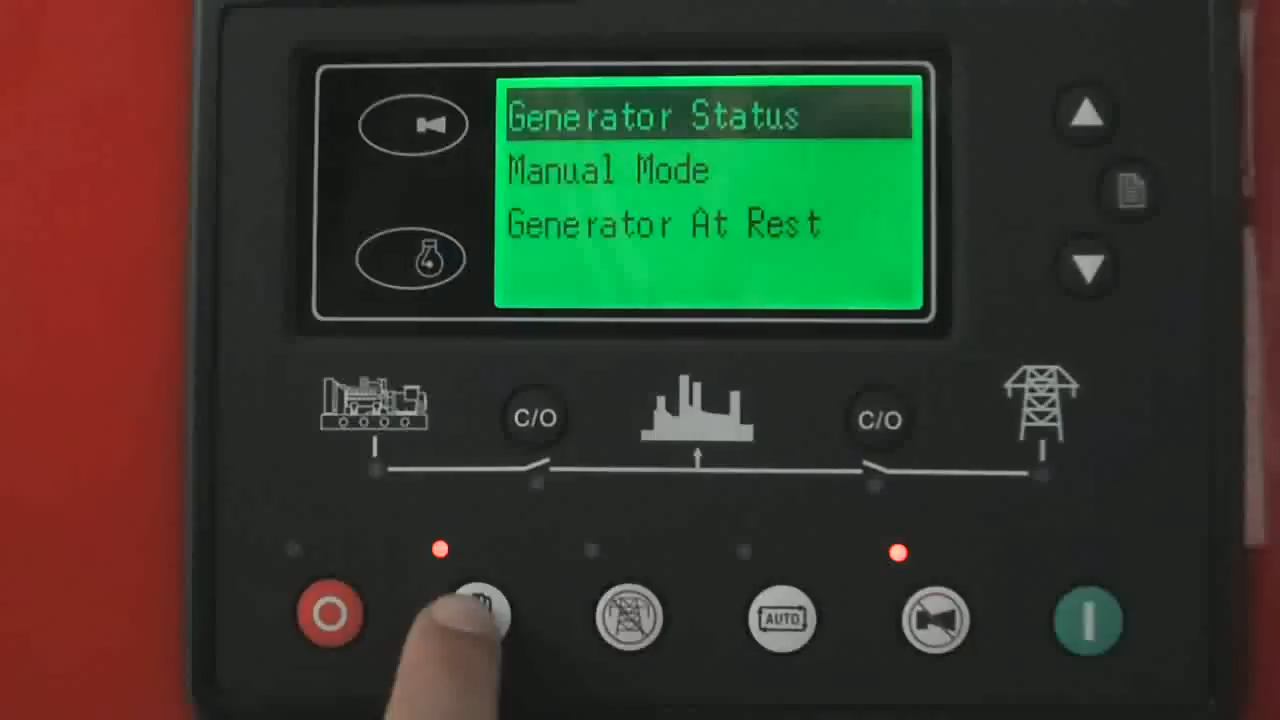 Generator Status
Manual Mode
Generator At Rest
C/O
C/O
AUTO